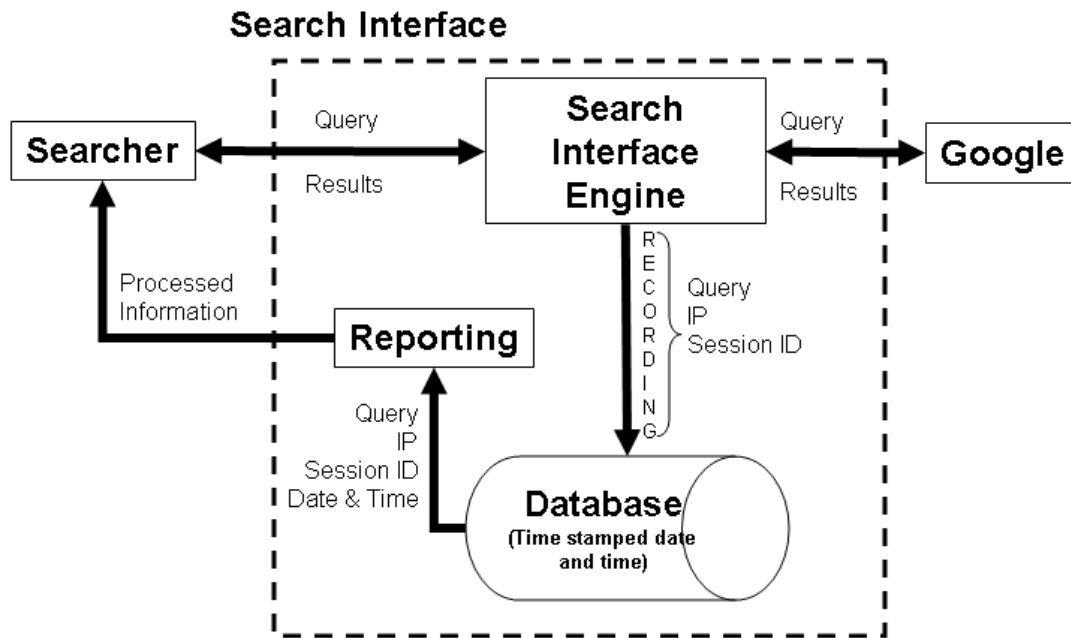 Search Interface
Search
Interface
Engine
Searcher
Query
Results
Query
Results
Google
RECORDING
Query
IP
Session ID
Processed
Information
Reporting
Query
IP
Session ID
Date & Time
Database
(Time stamped date
and time)